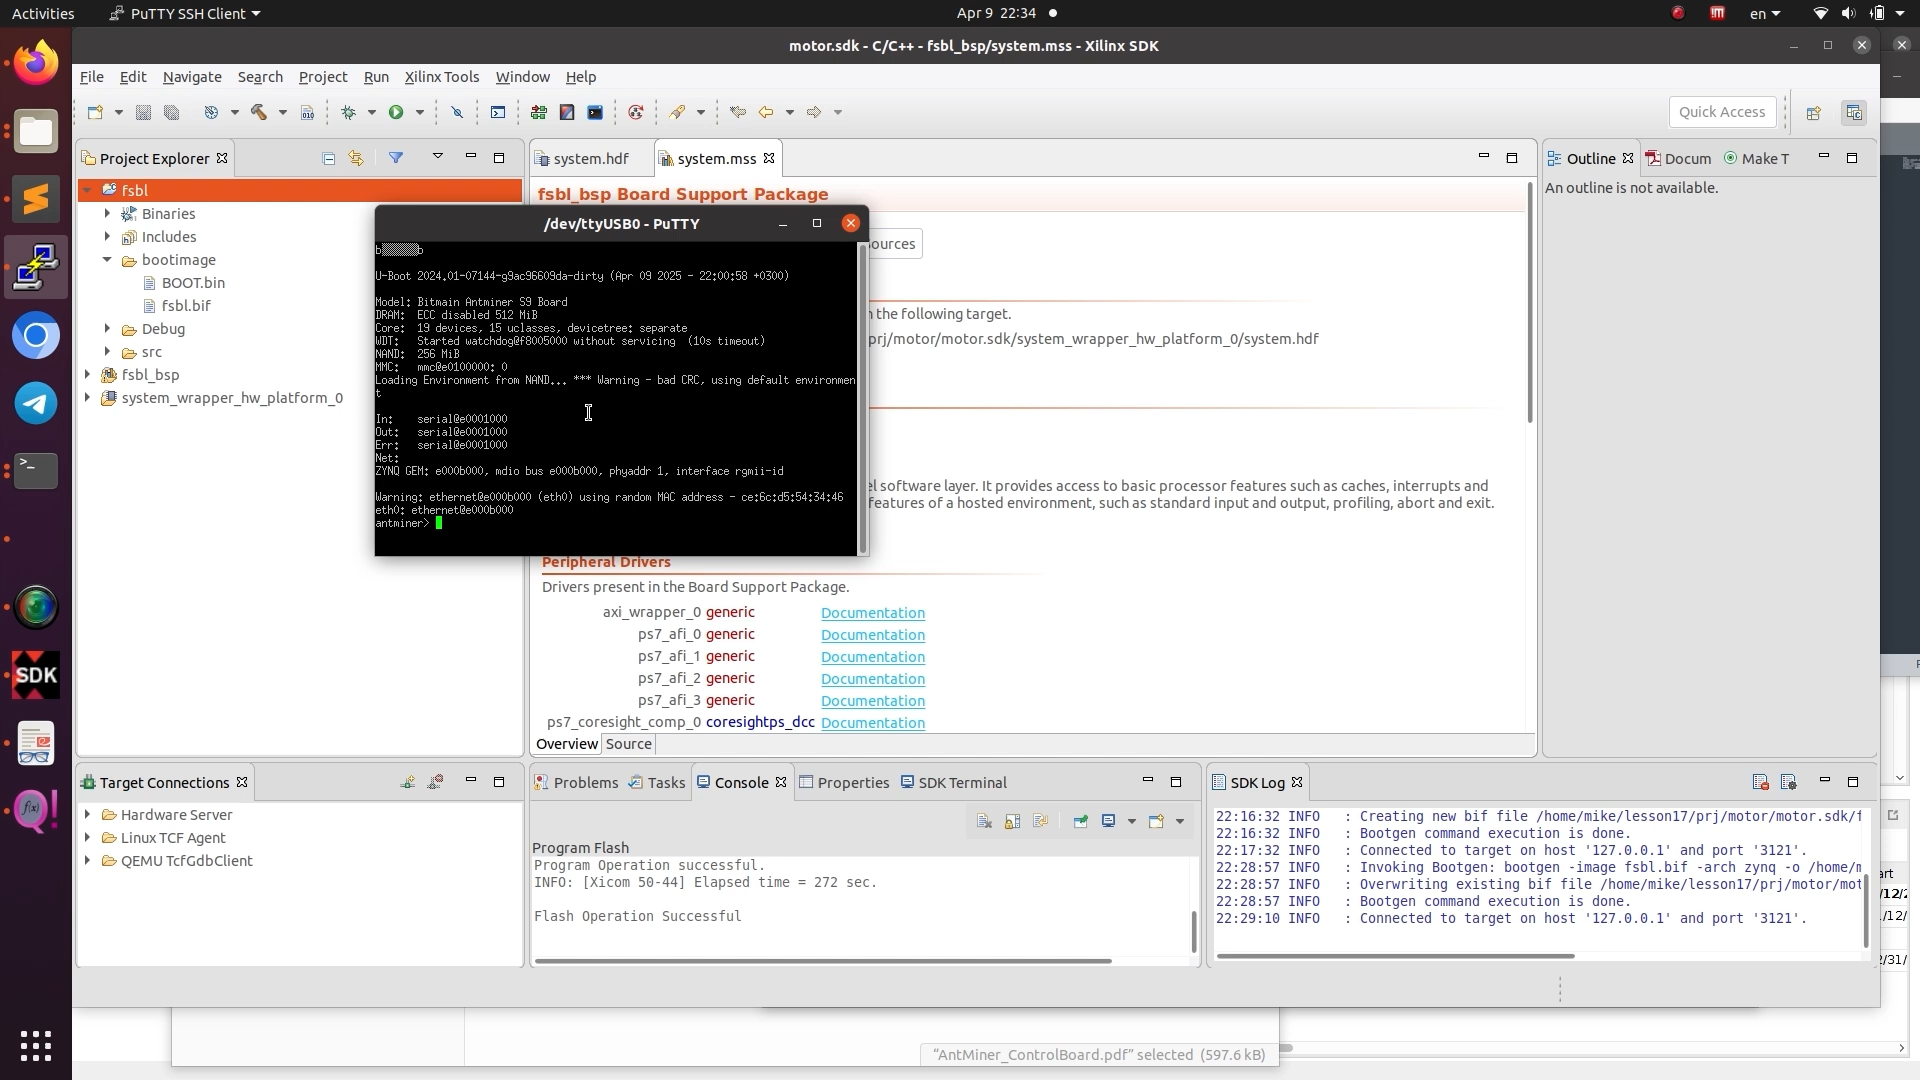 Activities
PuTTY SSH Client
Apr 9 22:34
en
motor.sdk - C/C++ - fsbl_bsp/system.mss - Xilinx SDK
File Edit Navigate Search Project Run Xilinx Tools Window Help
Quick Access
Project Explorer
fsbl
Binaries
Includes
bootimage
BOOT.bin
fsbl.bif
Debug
src
fsbl_bsp
system_wrapper_hw_platform_0
system.hdf
system.mss
fsbl_bsp Board Support Package
ources
n the following target.
prj/motor/motor.sdk/system_wrapper_hw_platform_0/system.hdf
el software layer. It provides access to basic processor features such as caches, interrupts and
features of a hosted environment, such as standard input and output, profiling, abort and exit.
/dev/ttyUSB0 - PuTTY
U-Boot 2024.01-07144-g9ac96609da-dirty (Apr 09 2025 - 22:00:58 +0300)
Model: Bitmain Antminer S9 Board
DRAM: ECC disabled 512 MiB
Core: 19 devices, 15 uclasses, devicetree: separate
WDT: Started watchdog@f8005000 without servicing (10s timeout)
NAND: 256 MiB
MMC: mmc@e0100000: 0
Loading Environment from NAND... *** Warning - bad CRC, using default environmen
t
In: serial@e0001000
Out: serial@e0001000
Err: serial@e0001000
Net:
ZYNQ GEM: e000b000, mdio bus e000b000, phyaddr 1, interface rgmii-id
Warning: ethernet@e000b000 (eth0) using random MAC address - ce:6c:d5:54:34:46
eth0: ethernet@e000b000
antminer>
Peripheral Drivers
Drivers present in the Board Support Package.
axi_wrapper_0 generic Documentation
ps7_afi_0 generic Documentation
ps7_afi_1 generic Documentation
ps7_afi_2 generic Documentation
ps7_afi_3 generic Documentation
ps7_coresight_comp_0 coresightps_dcc Documentation
Overview Source
Outline Docum Make T
An outline is not available.
SDK
Target Connections
Hardware Server
Linux TCF Agent
QEMU TcfGdbClient
Problems Tasks Console Properties SDK Terminal
Program Flash
Program Operation successful.
INFO: [Xicom 50-44] Elapsed time = 272 sec.
Flash Operation Successful
SDK Log
22:16:32 INFO : Creating new bif file /home/mike/lesson17/prj/motor/motor.sdk/f
22:16:32 INFO : Bootgen command execution is done.
22:17:32 INFO : Connected to target on host '127.0.0.1' and port '3121'.
22:28:57 INFO : Invoking Bootgen: bootgen -image fsbl.bif -arch zynq -o /home/m
22:28:57 INFO : Overwriting existing bif file /home/mike/lesson17/prj/motor/mot
22:28:57 INFO : Bootgen command execution is done.
22:29:10 INFO : Connected to target on host '127.0.0.1' and port '3121'.
“AntMiner_ControlBoard.pdf” selected (597.6 kB)